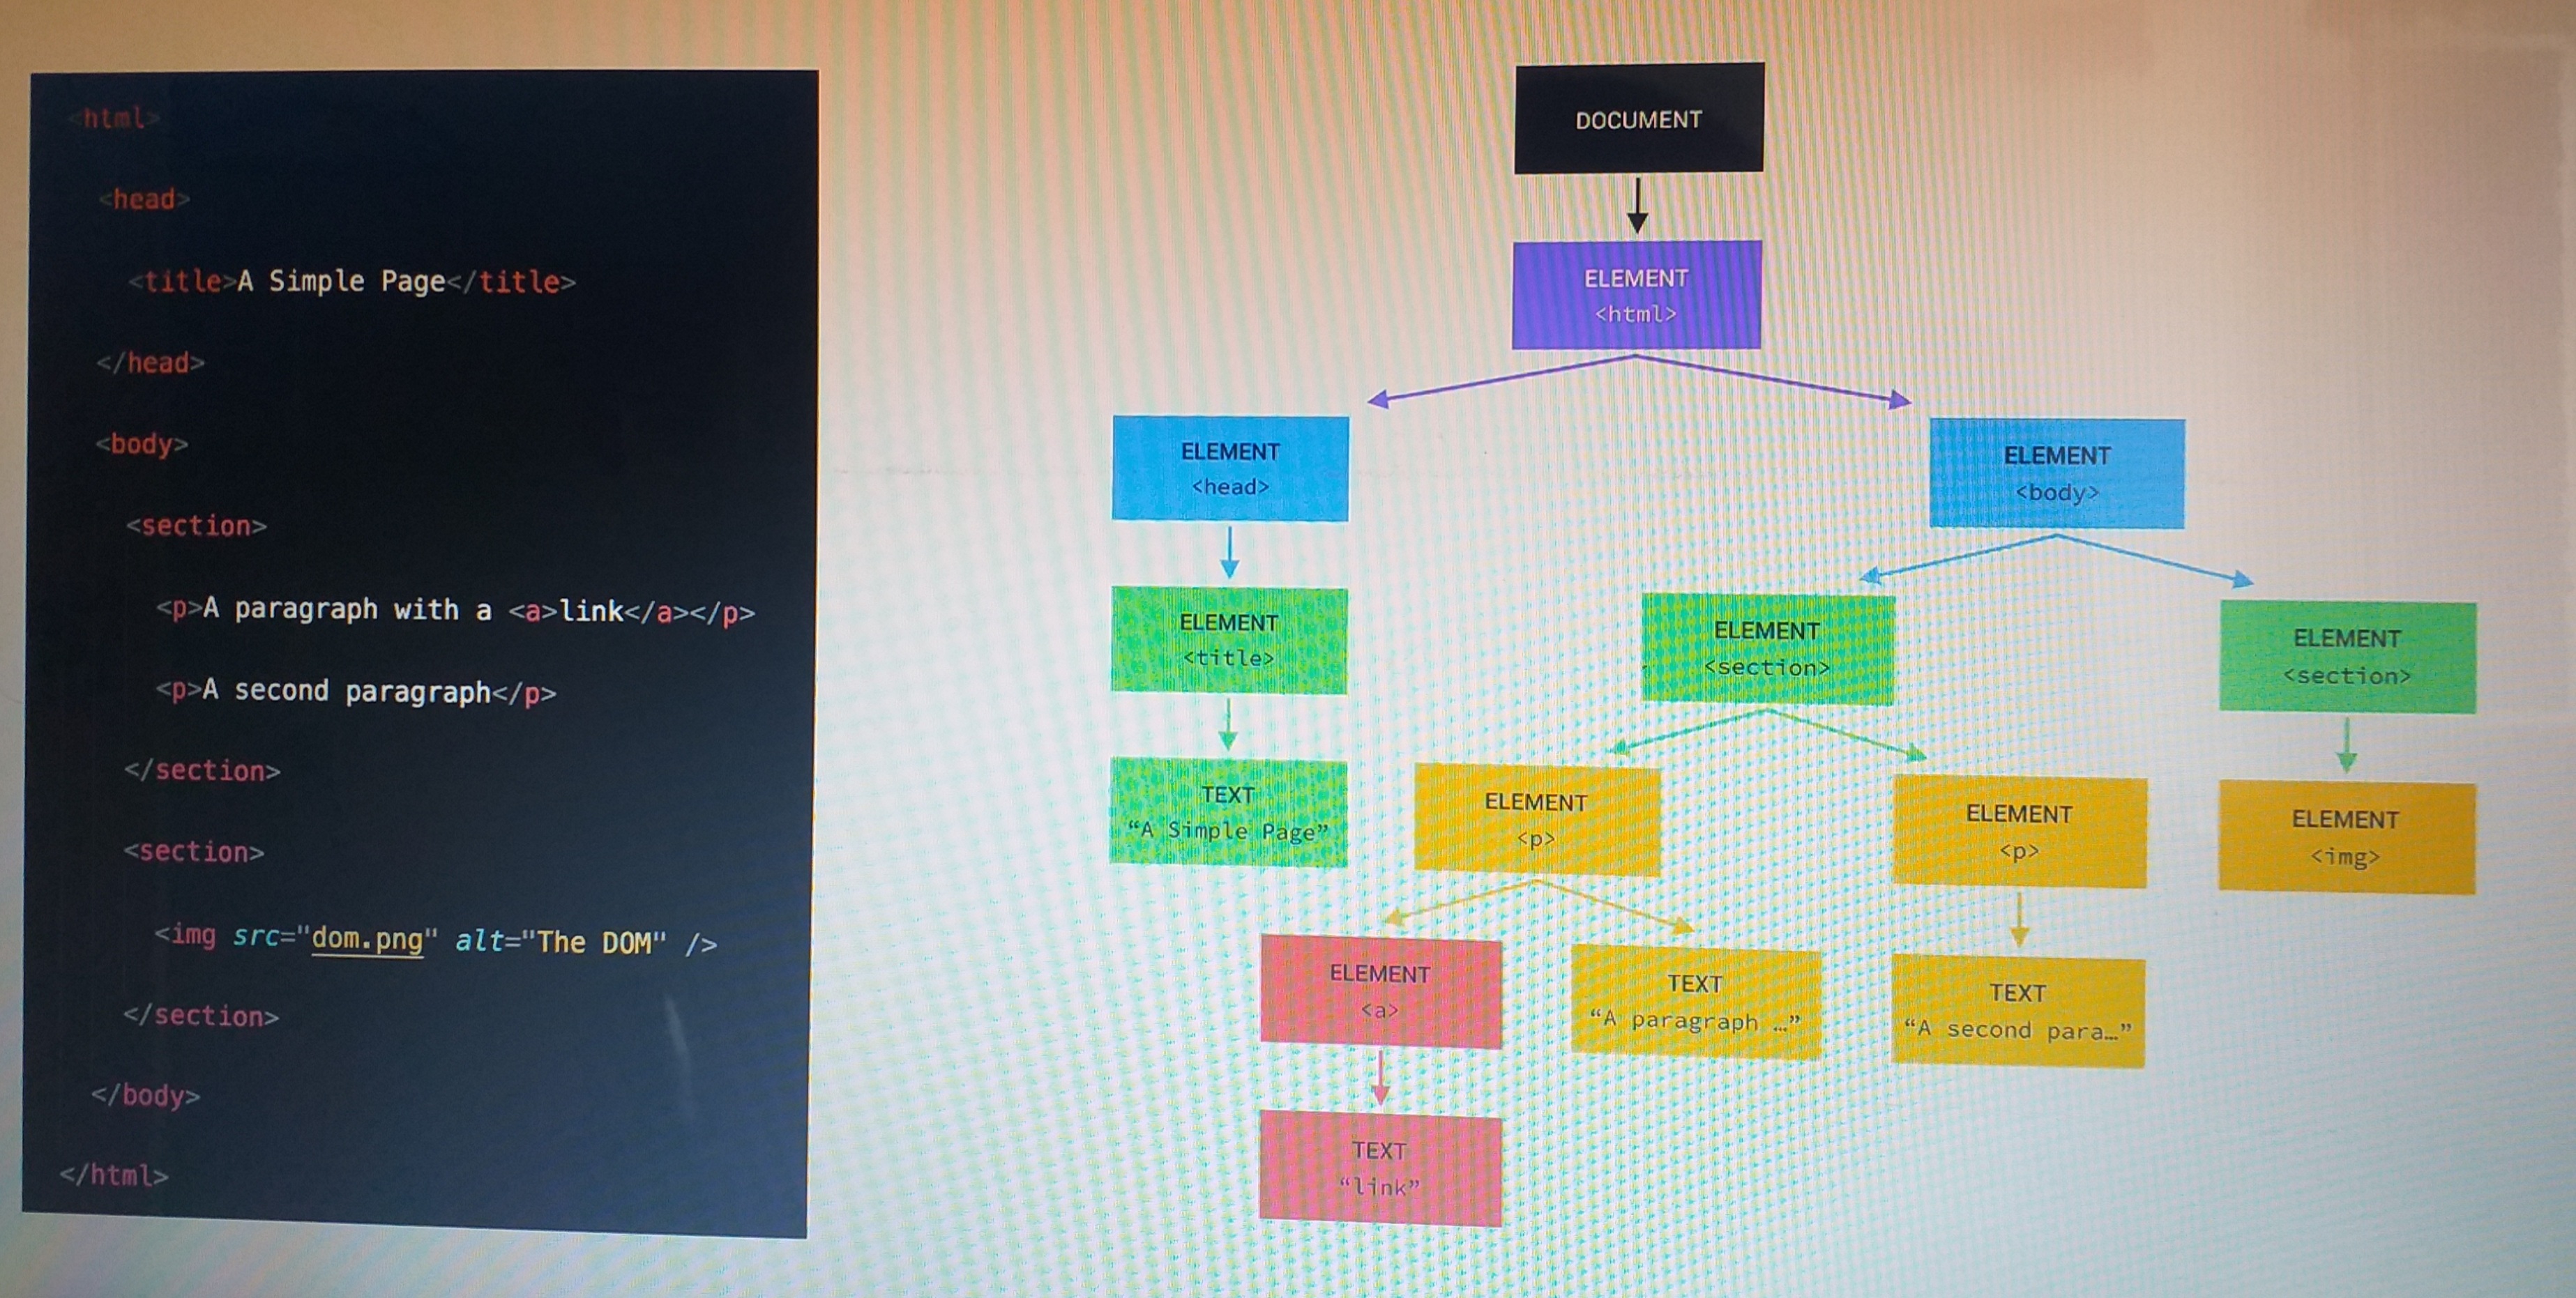 <html>
<head>
<title>A Simple Page</title>
</head>
<body>
<section>
<p>A paragraph with a <a>link</a></p>
<p>A second paragraph</p>
</section>
<section>
<img src="dom.png" alt="The DOM" />
</section>
</body>
</html>
DOCUMENT
ELEMENT
<html>
ELEMENT
<head>
ELEMENT
<body>
ELEMENT
<title>
ELEMENT
<section>
ELEMENT
<section>
TEXT
“A Simple Page”
ELEMENT
<p>
ELEMENT
<p>
ELEMENT
<img>
ELEMENT
<a>
TEXT
“A paragraph …”
TEXT
“A second para…”
TEXT
“link”